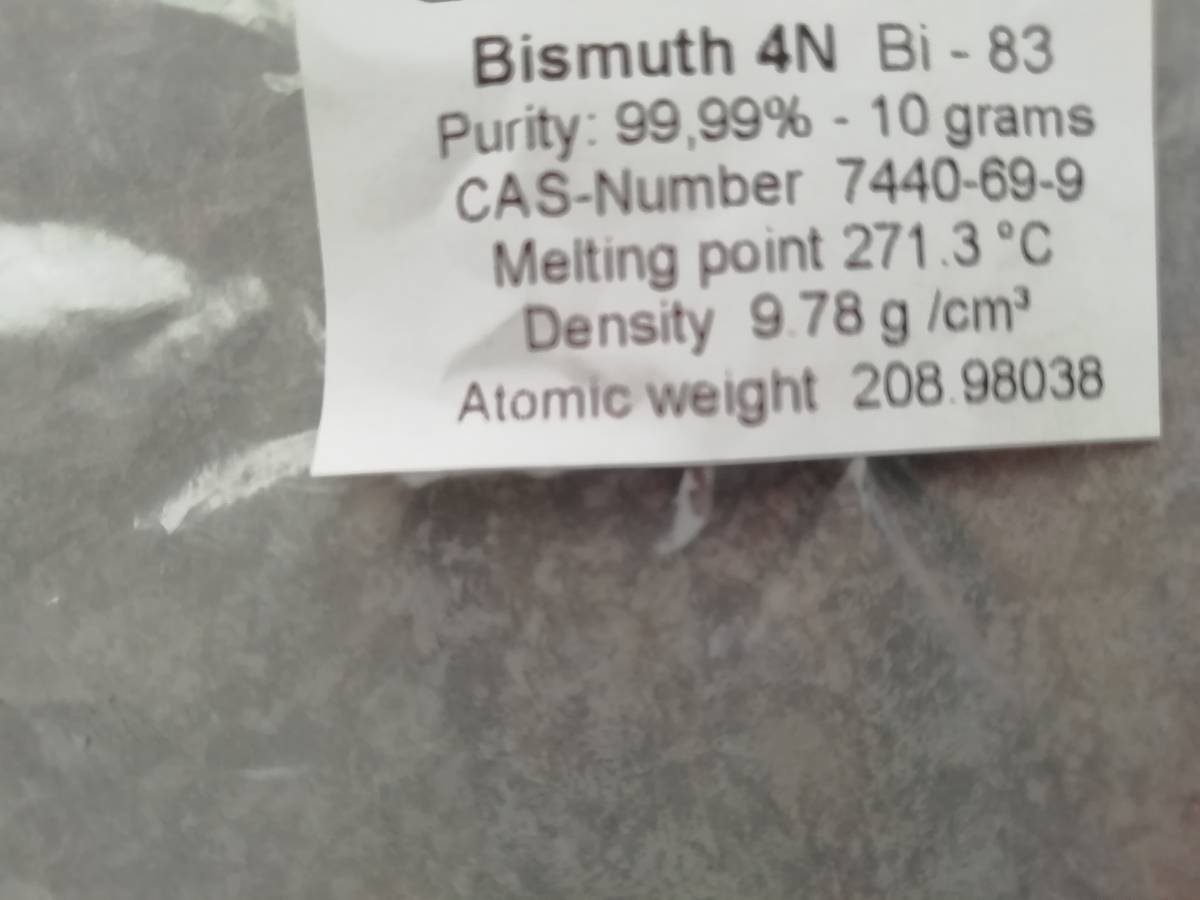 Bismuth 4N Bi - 83
Purity: 99,99% - 10 grams
CAS-Number 7440-69-9
Melting point 271.3 °C
Density 9.78 g /cm³
Atomic weight 208.98038